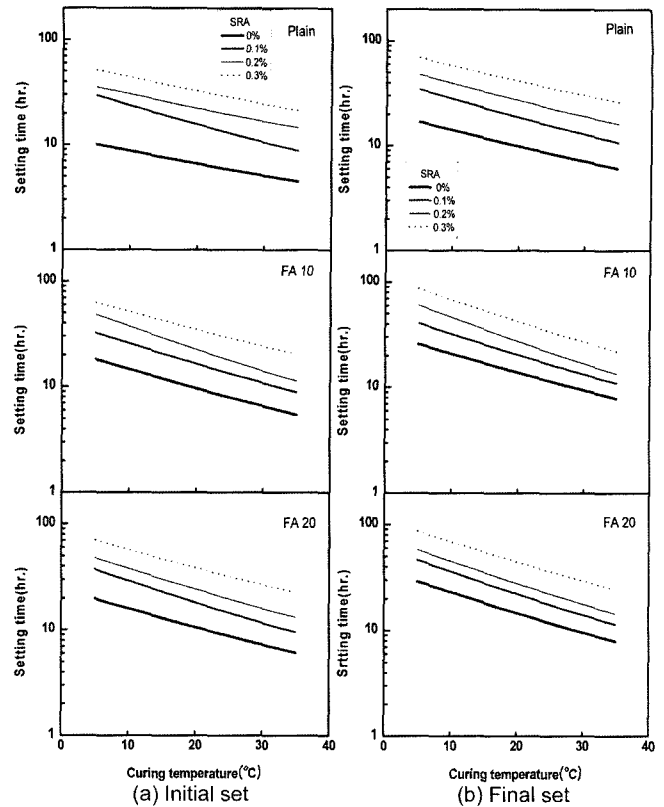 SRA
0%
0.1%
0.2%
0.3%
Plain
100
10
1
Setting time (hr.)
Plain
SRA
0%
0.1%
0.2%
0.3%
100
10
1
Setting time (hr.)
FA 10
100
10
1
Setting time(hr.)
FA 10
100
10
1
Setting time(hr.)
FA 20
100
10
1
Setting time(hr.)
0 10 20 30 40
Curing temperature(°C)
(a) Initial set
FA 20
100
10
1
Srtting time(hr.)
0 10 20 30 40
Curing temperature(°C)
(b) Final set